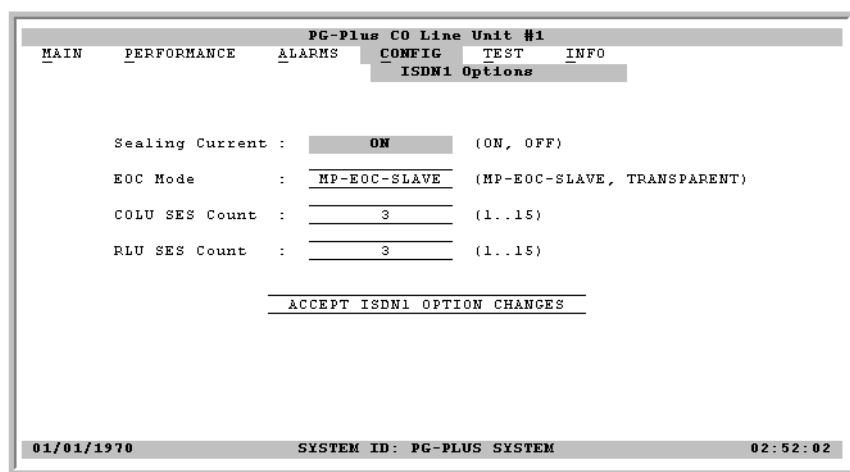 PG-Plus CO Line Unit #1
MAIN PERFORMANCE ALARMS CONFIG TEST INFO
ISDN1 Options
Sealing Current : ON (ON, OFF)
EOC Mode : MP-EOC-SLAVE (MP-EOC-SLAVE, TRANSPARENT)
COLU SES Count : 3 (1..15)
RLU SES Count : 3 (1..15)
ACCEPT ISDN1 OPTION CHANGES
01/01/1970 SYSTEM ID: PG-PLUS SYSTEM 02:52:02